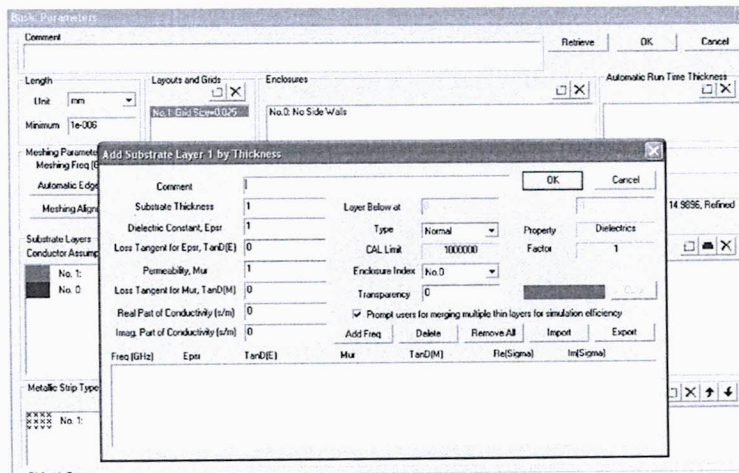 Basic Parameters
Comment
Retrieve
OK
Cancel
Length
Unit mm
Minimum 1e-006
Layouts and Grids
No.1: Grid Size=0.025
Enclosures
No.0: No Side Walls
Automatic Run Time Thickness
Meshing Paramete
Meshing Freq (G
Automatic Edge
Meshing Alignm
14.9896, Refined
Substrate Layers
Conductor Assump
No. 1:
No. 0:
Metallic Strip Type
No. 1:
Add Substrate Layer 1 by Thickness
Comment
OK
Cancel
Substrate Thickness 1
Layer Below at
Dielectric Constant, Epsr 1
Type Normal
Property Dielectrics
Loss Tangent for Epsr, TanD(E) 0
CAL Limit 1000000
Factor 1
Permeability, Mur 1
Enclosure Index No.0
Loss Tangent for Mur, TanD(M) 0
Transparency 0
Real Part of Conductivity (s/m) 0
Prompt users for merging multiple thin layers for simulation efficiency
Imag. Part of Conductivity (s/m) 0
Add Freq
Delete
Remove All
Import
Export
Freq (GHz) Epsr TanD(E) Mur TanD(M) Re(Sigma) Im(Sigma)